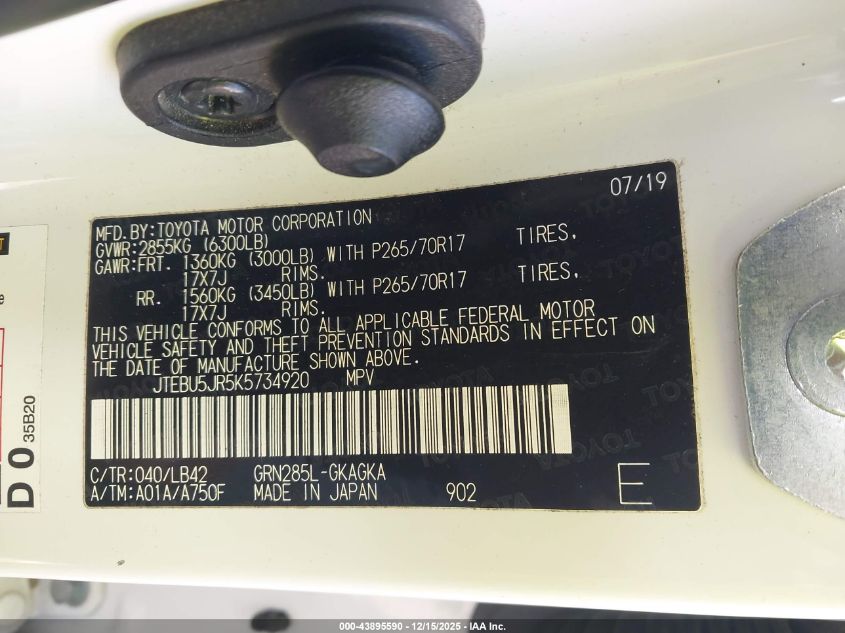 07/19
MFD. BY: TOYOTA MOTOR CORPORATION
GVWR: 2855KG (6300LB)
GAWR: FRT. 1360KG (3000LB) WITH P265/70R17 TIRES,
17X7J RIMS.
RR. 1560KG (3450LB) WITH P265/70R17 TIRES,
17X7J RIMS.
THIS VEHICLE CONFORMS TO ALL APPLICABLE FEDERAL MOTOR
VEHICLE SAFETY AND THEFT PREVENTION STANDARDS IN EFFECT ON
THE DATE OF MANUFACTURE SHOWN ABOVE.
JTEBU5JR5K5734920 MPV
C/TR: 040/LB42 GRN285L-GKAGKA
A/TM: A01A/A750F MADE IN JAPAN 902 E
D 0 35B20
000-43895590 - 12/15/2025 - IAA Inc.